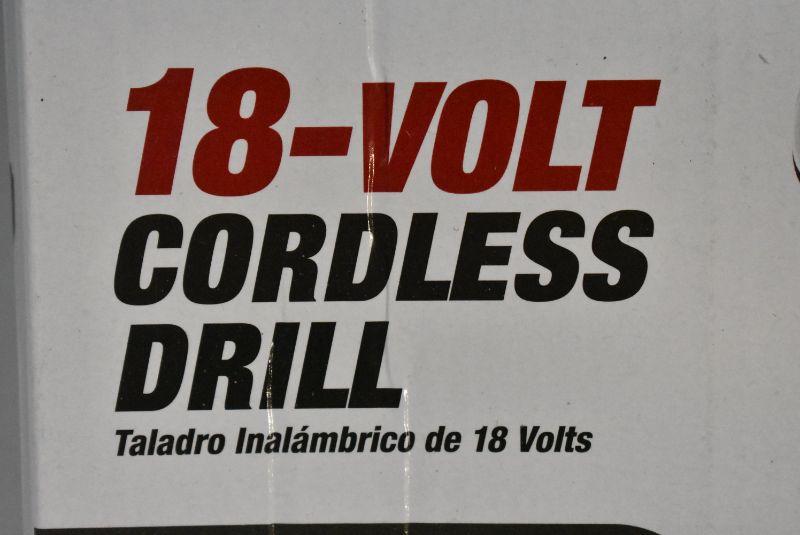 18-VOLT
CORDLESS
DRILL
Taladro Inalámbrico de 18 Volts